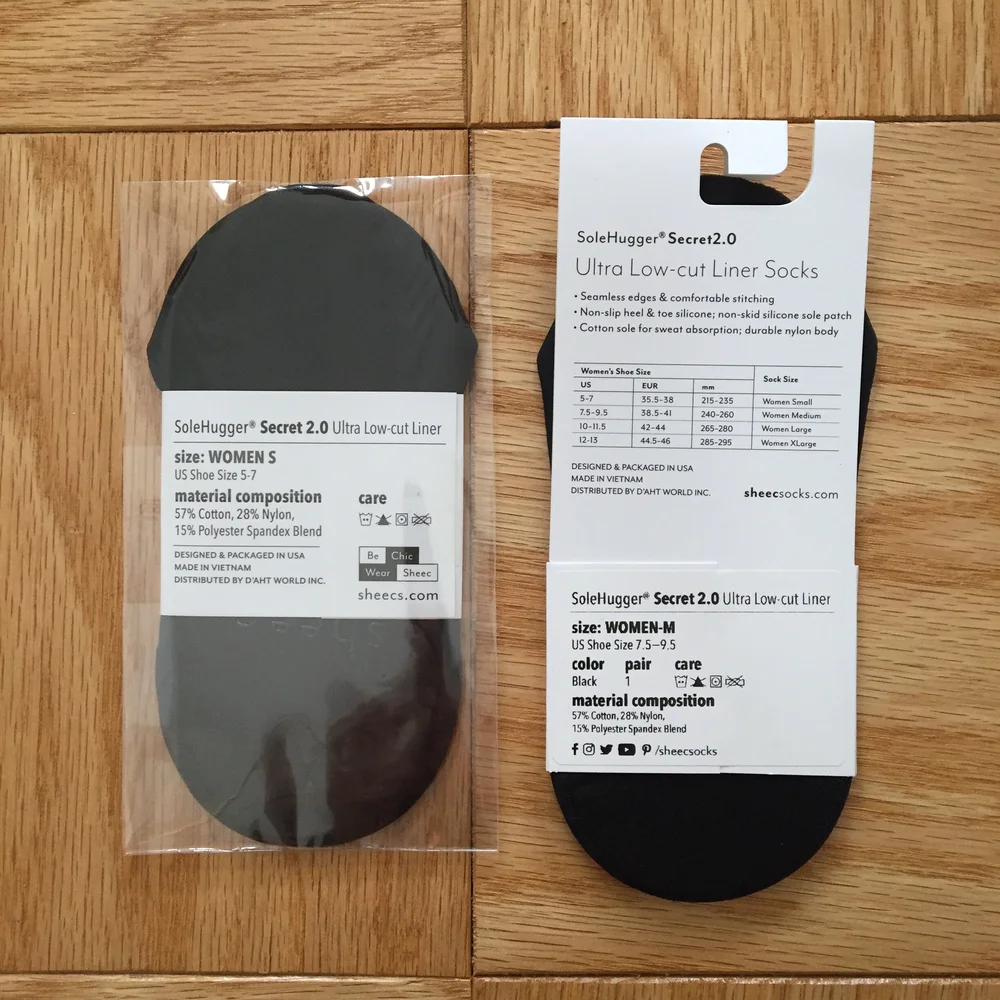 SoleHugger® Secret 2.0 Ultra Low-cut Liner
size: WOMEN S
US Shoe Size 5-7
material composition
57% Cotton, 28% Nylon,
15% Polyester Spandex Blend
care
DESIGNED & PACKAGED IN USA
MADE IN VIETNAM
DISTRIBUTED BY D'AHT WORLD INC.
Be Chic
Wear Sheec
sheecs.com
SoleHugger® Secret2.0
Ultra Low-cut Liner Socks
• Seamless edges & comfortable stitching
• Non-slip heel & toe silicone; non-skid silicone sole patch
• Cotton sole for sweat absorption; durable nylon body
Women's Shoe Size
US EUR mm Sock Size
5-7 35.5-38 215-235 Women Small
7.5-9.5 38.5-41 240-260 Women Medium
10-11.5 42-44 265-280 Women Large
12-13 44.5-46 285-295 Women XLarge
DESIGNED & PACKAGED IN USA
MADE IN VIETNAM
DISTRIBUTED BY D'AHT WORLD INC.
sheecsocks.com
SoleHugger® Secret 2.0 Ultra Low-cut Liner
size: WOMEN-M
US Shoe Size 7.5–9.5
color pair care
Black 1
material composition
57% Cotton, 28% Nylon,
15% Polyester Spandex Blend
/sheecsocks